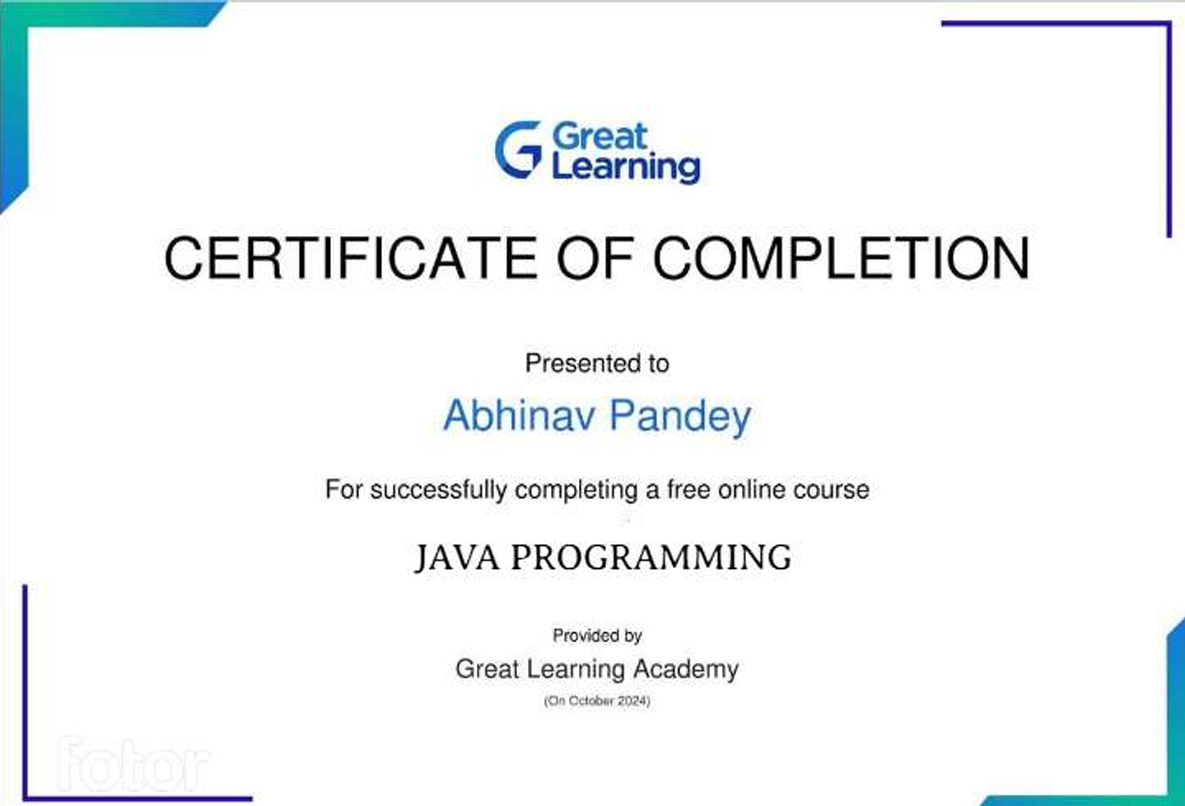 Great
Learning
CERTIFICATE OF COMPLETION
Presented to
Abhinav Pandey
For successfully completing a free online course
JAVA PROGRAMMING
Provided by
Great Learning Academy
(On October 2024)
fotor